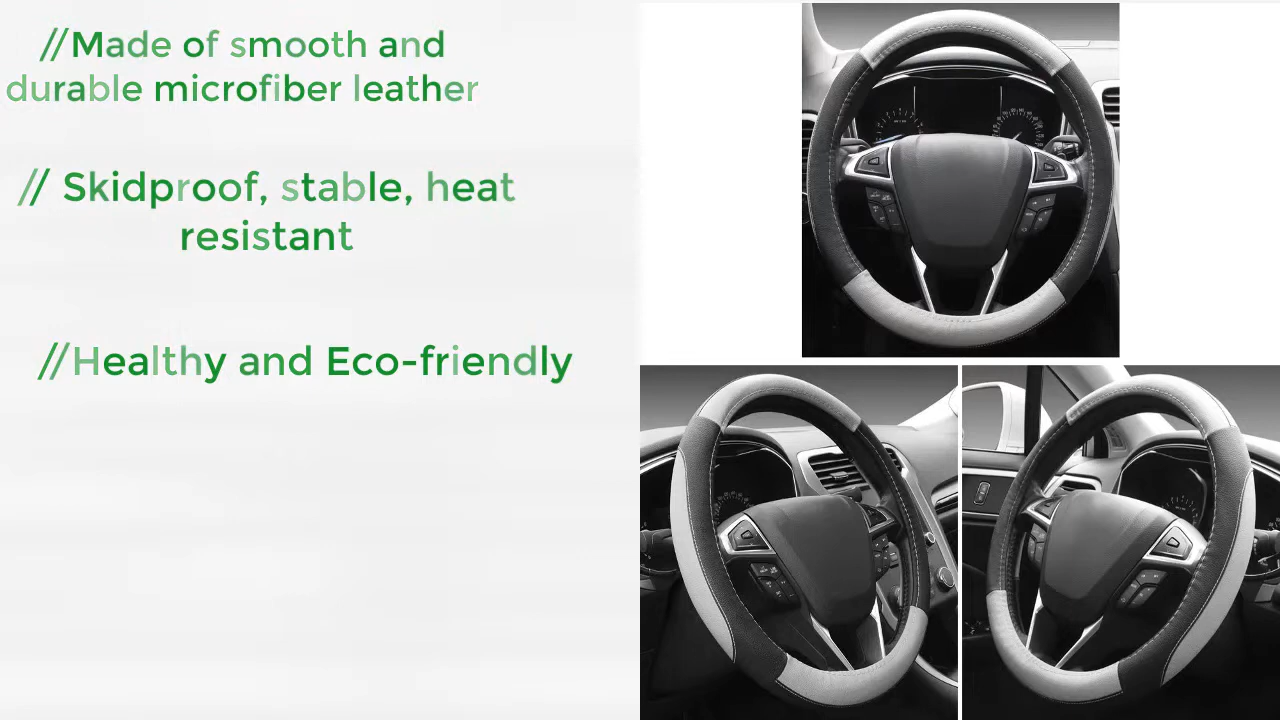 //Made of smooth and
durable microfiber leather
// Skidproof, stable, heat
resistant
//Healthy and Eco-friendly